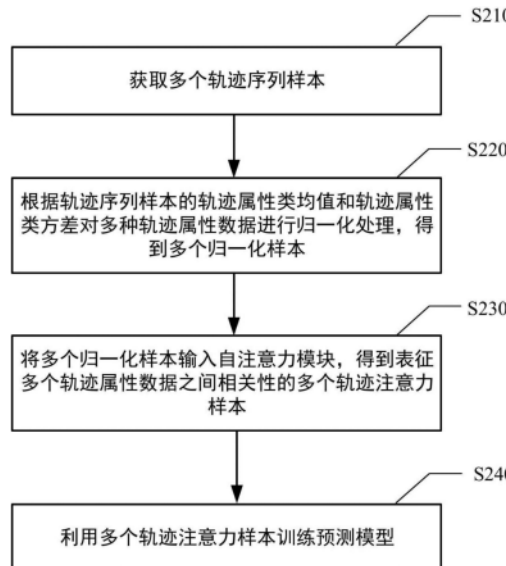 S210
获取多个轨迹序列样本
S220
根据轨迹序列样本的轨迹属性类均值和轨迹属性
类方差对多种轨迹属性数据进行归一化处理，得
到多个归一化样本
S230
将多个归一化样本输入自注意力模块，得到表征
多个轨迹属性数据之间相关性的多个轨迹注意力
样本
S240
利用多个轨迹注意力样本训练预测模型